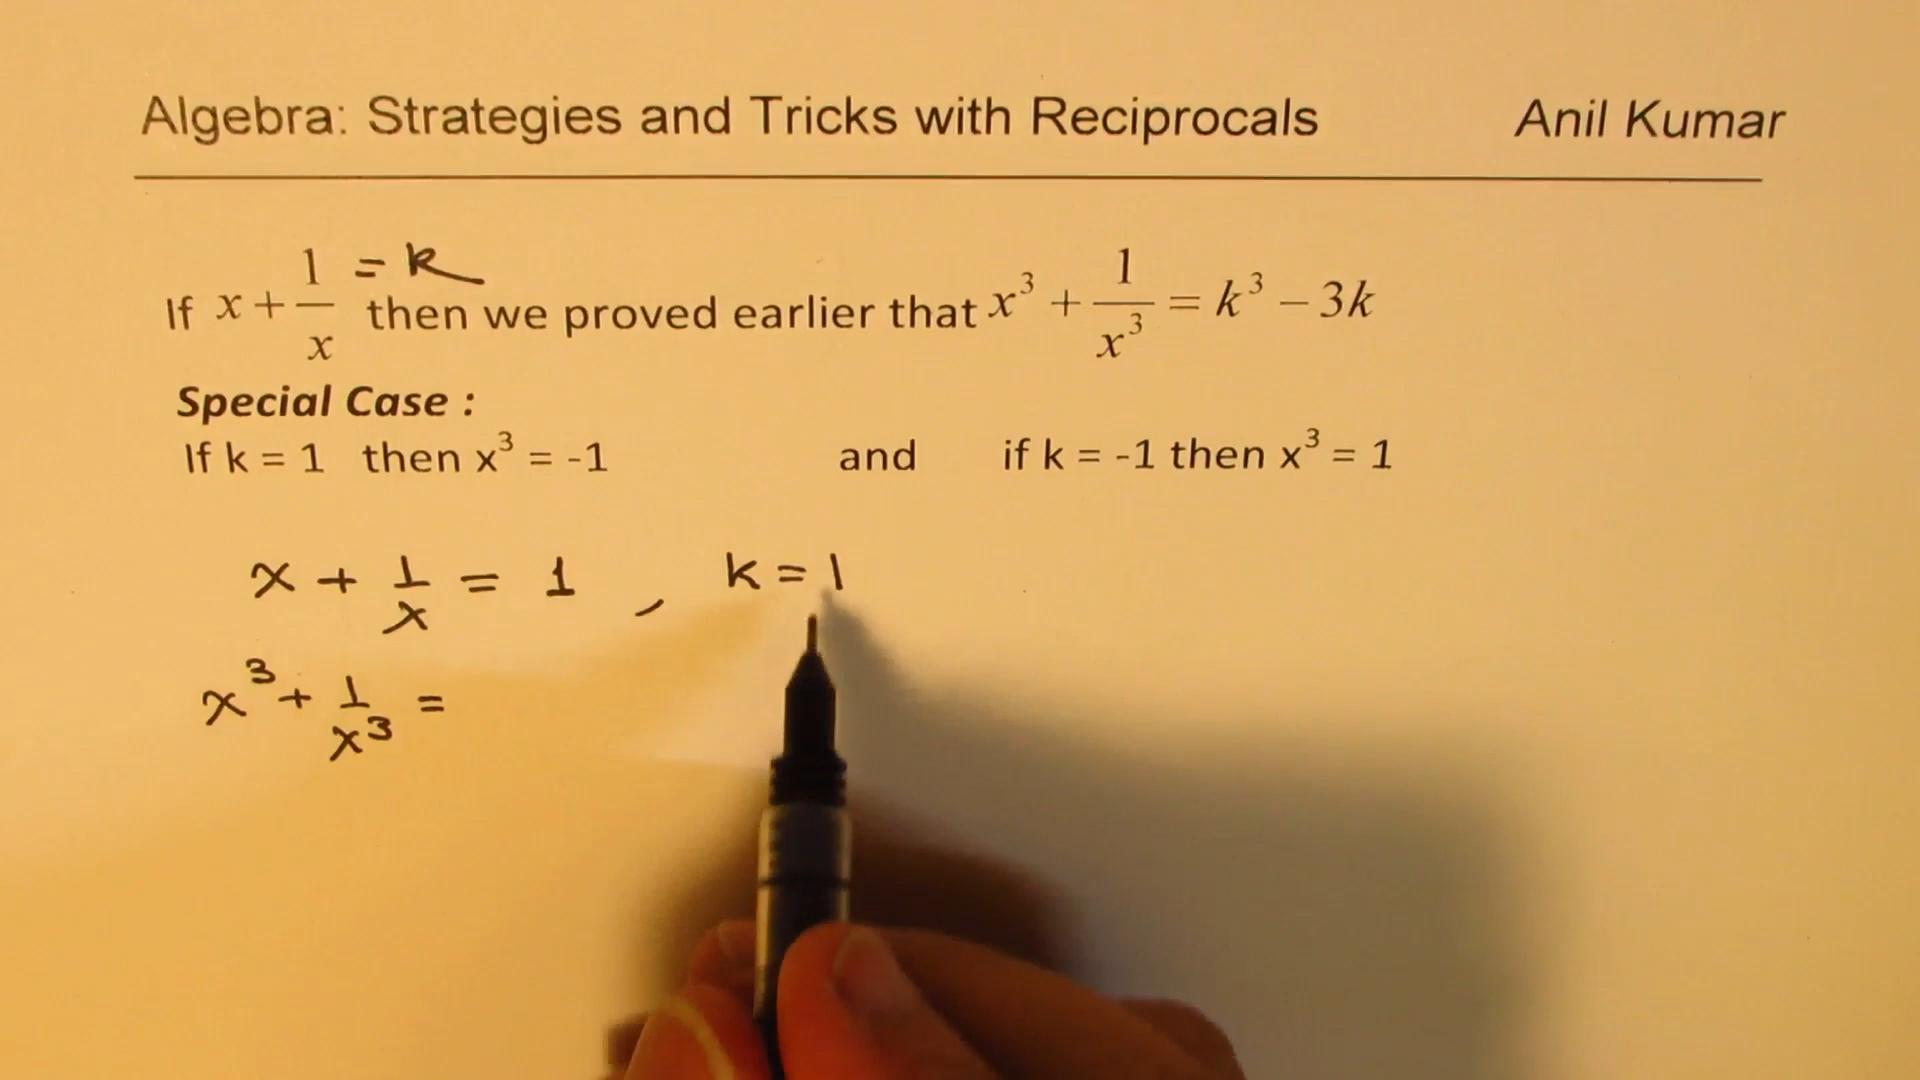 Algebra: Strategies and Tricks with Reciprocals Anil Kumar
If x + 1/x = k then we proved earlier that x³ + 1/x³ = k³ − 3k
Special Case :
If k = 1 then x³ = -1 and if k = -1 then x³ = 1
x + 1/x = 1 , k = 1
x³ + 1/x³ =